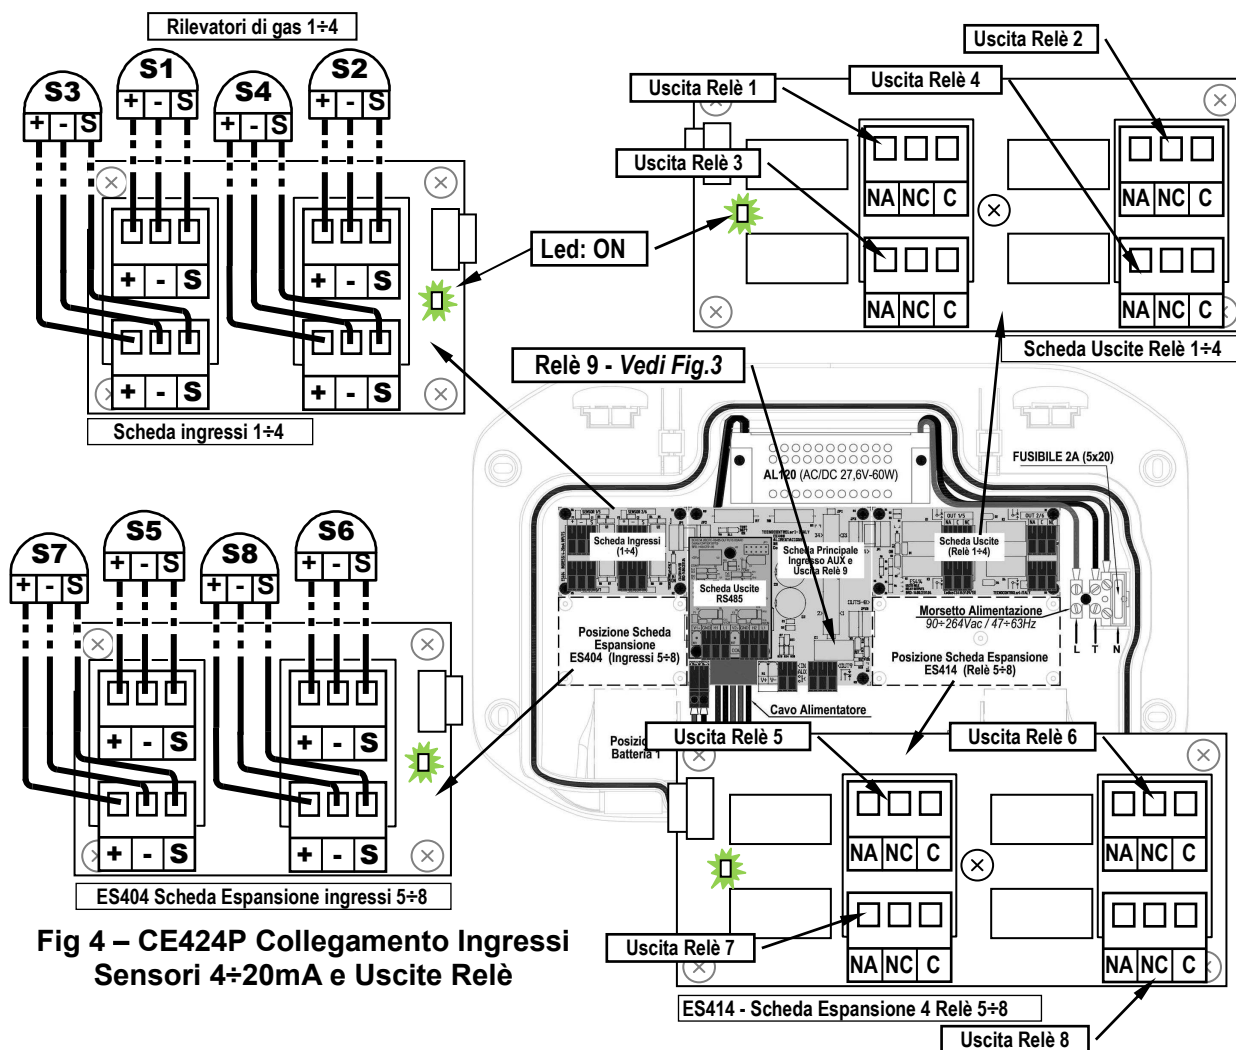 Rilevatori di gas 1÷4
S3
S1
S4
S2
+ - S
+ - S
+ - S
+ - S
+ - S
+ - S
+ - S
+ - S
Scheda ingressi 1÷4
Led: ON
Uscita Relè 1
Uscita Relè 2
Uscita Relè 3
Uscita Relè 4
NA NC C
NA NC C
NA NC C
NA NC C
Scheda Uscite Relè 1÷4
Relè 9 - Vedi Fig.3
AL120 (AC/DC 27,6V-60W)
FUSIBILE 2A (5x20)
Scheda Ingressi
(1÷4)
Scheda Uscite
RS485
Scheda Principale
Ingresso AUX e
Uscita Relè 9
Scheda Uscite
(Relè 1÷4)
Morsetto Alimentazione
90÷264Vac / 47÷63Hz
L T N
Posizione Scheda
Espansione
ES404 (Ingressi 5÷8)
Posizione Scheda Espansione
ES414 (Relè 5÷8)
Cavo Alimentatore
Posizio
Batteria 1
S7
S5
S8
S6
+ - S
+ - S
+ - S
+ - S
+ - S
+ - S
+ - S
+ - S
ES404 Scheda Espansione ingressi 5÷8
Uscita Relè 5
Uscita Relè 6
Uscita Relè 7
NA NC C
NA NC C
NA NC C
NA NC C
ES414 - Scheda Espansione 4 Relè 5÷8
Uscita Relè 8
Fig 4 – CE424P Collegamento Ingressi
Sensori 4÷20mA e Uscite Relè